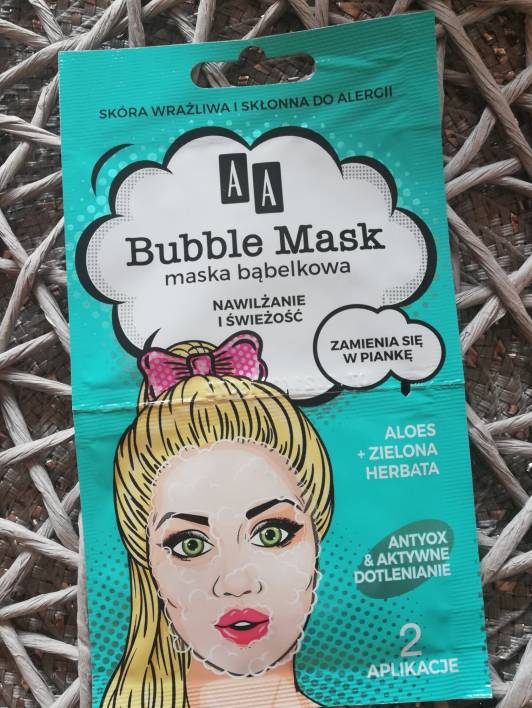 SKÓRA WRAŻLIWA I SKŁONNA DO ALERGII
AA
Bubble Mask
maska bąbelkowa
NAWILŻANIE
I ŚWIEŻOŚĆ
ZAMIENIA SIĘ
W PIANKĘ
ALOES
+ ZIELONA
HERBATA
ANTYOX
& AKTYWNE
DOTLENIANIE
2
APLIKACJE